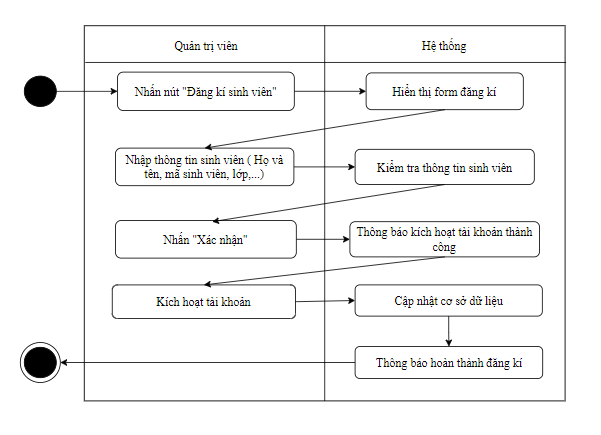 Quản trị viên
Hệ thống
Nhấn nút "Đăng kí sinh viên"
Hiển thị form đăng kí
Nhập thông tin sinh viên ( Họ và
tên, mã sinh viên, lớp,...)
Kiểm tra thông tin sinh viên
Nhấn "Xác nhận"
Thông báo kích hoạt tài khoản thành
công
Kích hoạt tài khoản
Cập nhật cơ sở dữ liệu
Thông báo hoàn thành đăng kí